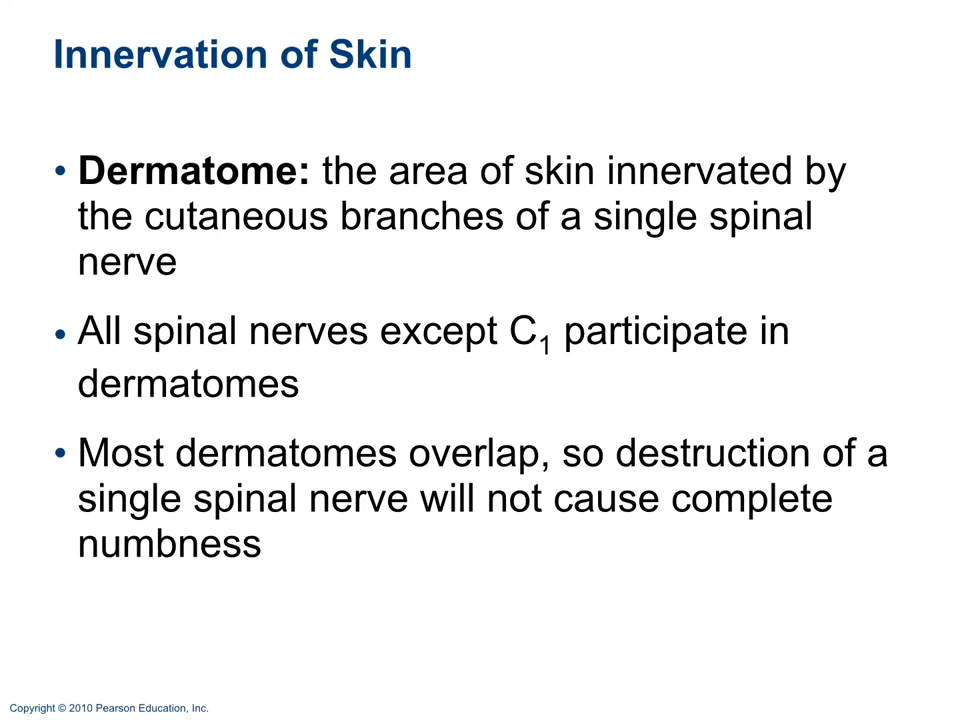 Innervation of Skin
• Dermatome: the area of skin innervated by
the cutaneous branches of a single spinal
nerve
• All spinal nerves except C₁ participate in
dermatomes
• Most dermatomes overlap, so destruction of a
single spinal nerve will not cause complete
numbness
Copyright © 2010 Pearson Education, Inc.